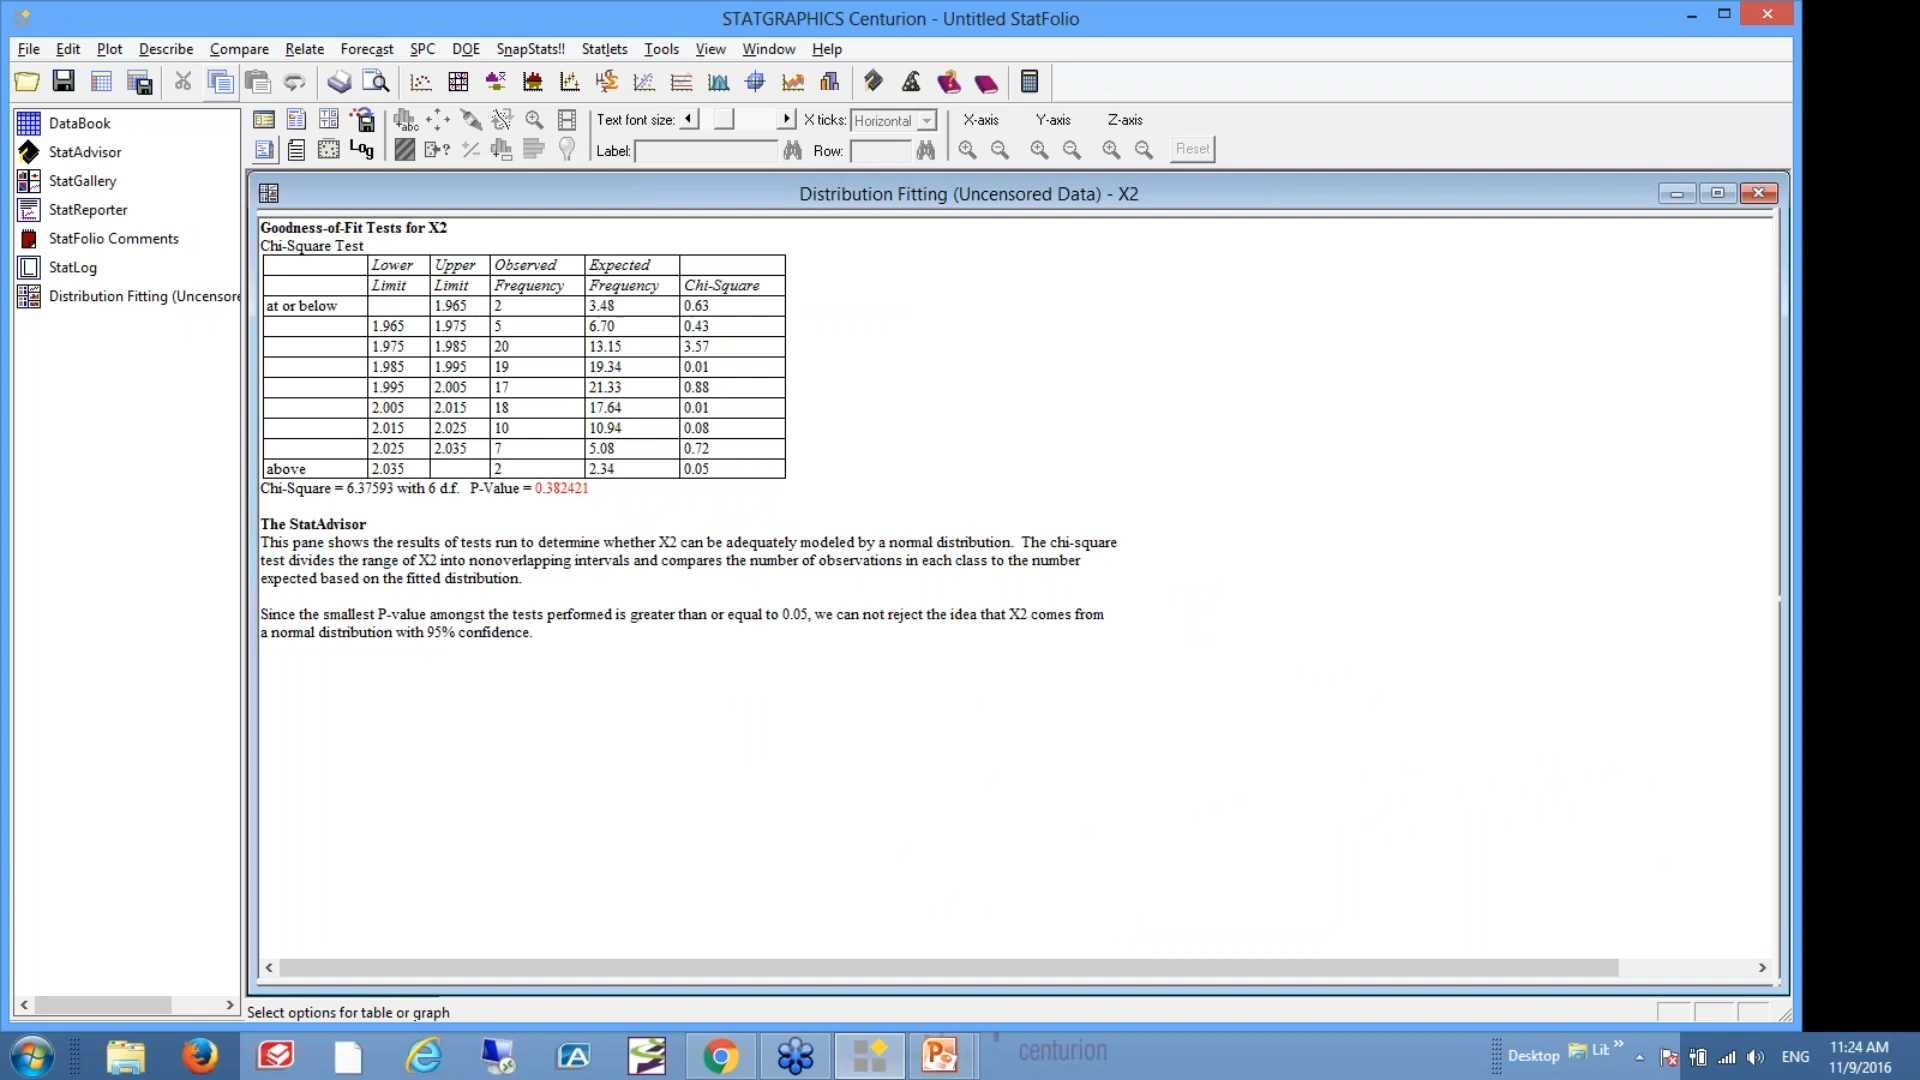 STATGRAPHICS Centurion - Untitled StatFolio
File Edit Plot Describe Compare Relate Forecast SPC DOE SnapStats!! Statlets Tools View Window Help
DataBook
StatAdvisor
StatGallery
StatReporter
StatFolio Comments
StatLog
Distribution Fitting (Uncensore
Text font size: X ticks: Horizontal X-axis Y-axis Z-axis
Log Label: Row: Reset
Distribution Fitting (Uncensored Data) - X2
Goodness-of-Fit Tests for X2
Chi-Square Test
Lower Upper Observed Expected
Limit Limit Frequency Frequency Chi-Square
at or below 1.965 2 3.48 0.63
1.965 1.975 5 6.70 0.43
1.975 1.985 20 13.15 3.57
1.985 1.995 19 19.34 0.01
1.995 2.005 17 21.33 0.88
2.005 2.015 18 17.64 0.01
2.015 2.025 10 10.94 0.08
2.025 2.035 7 5.08 0.72
above 2.035 2 2.34 0.05
Chi-Square = 6.37593 with 6 d.f. P-Value = 0.382421
The StatAdvisor
This pane shows the results of tests run to determine whether X2 can be adequately modeled by a normal distribution. The chi-square
test divides the range of X2 into nonoverlapping intervals and compares the number of observations in each class to the number
expected based on the fitted distribution.
Since the smallest P-value amongst the tests performed is greater than or equal to 0.05, we can not reject the idea that X2 comes from
a normal distribution with 95% confidence.
Select options for table or graph
centurion
Desktop Lit » ENG 11:24 AM
11/9/2016